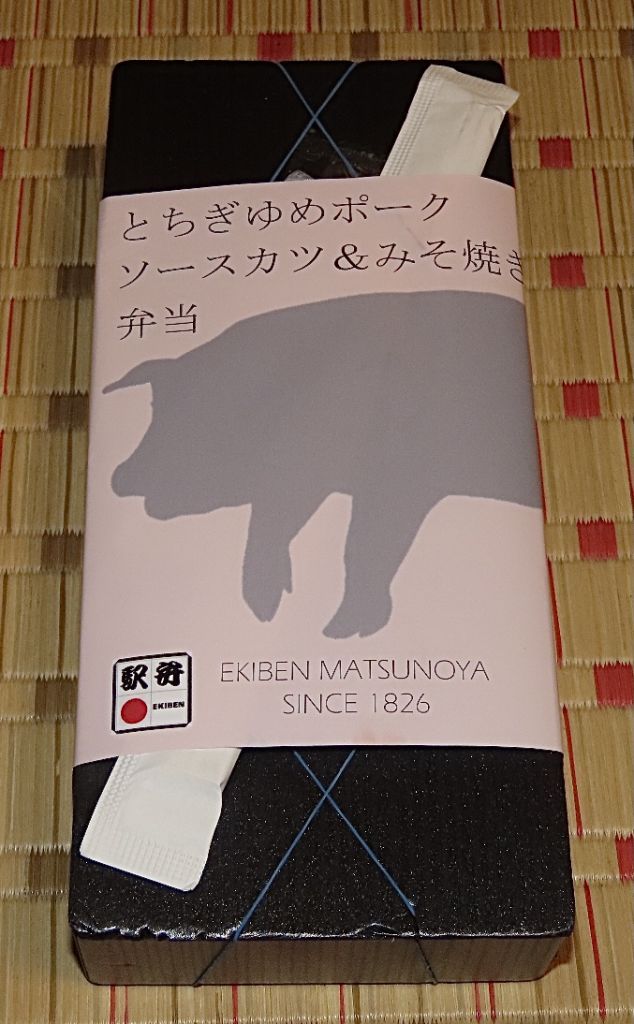 とちぎゆめポーク
ソースカツ&みそ焼き
弁当
駅弁
EKIBEN
EKIBEN MATSUNOYA
SINCE 1826